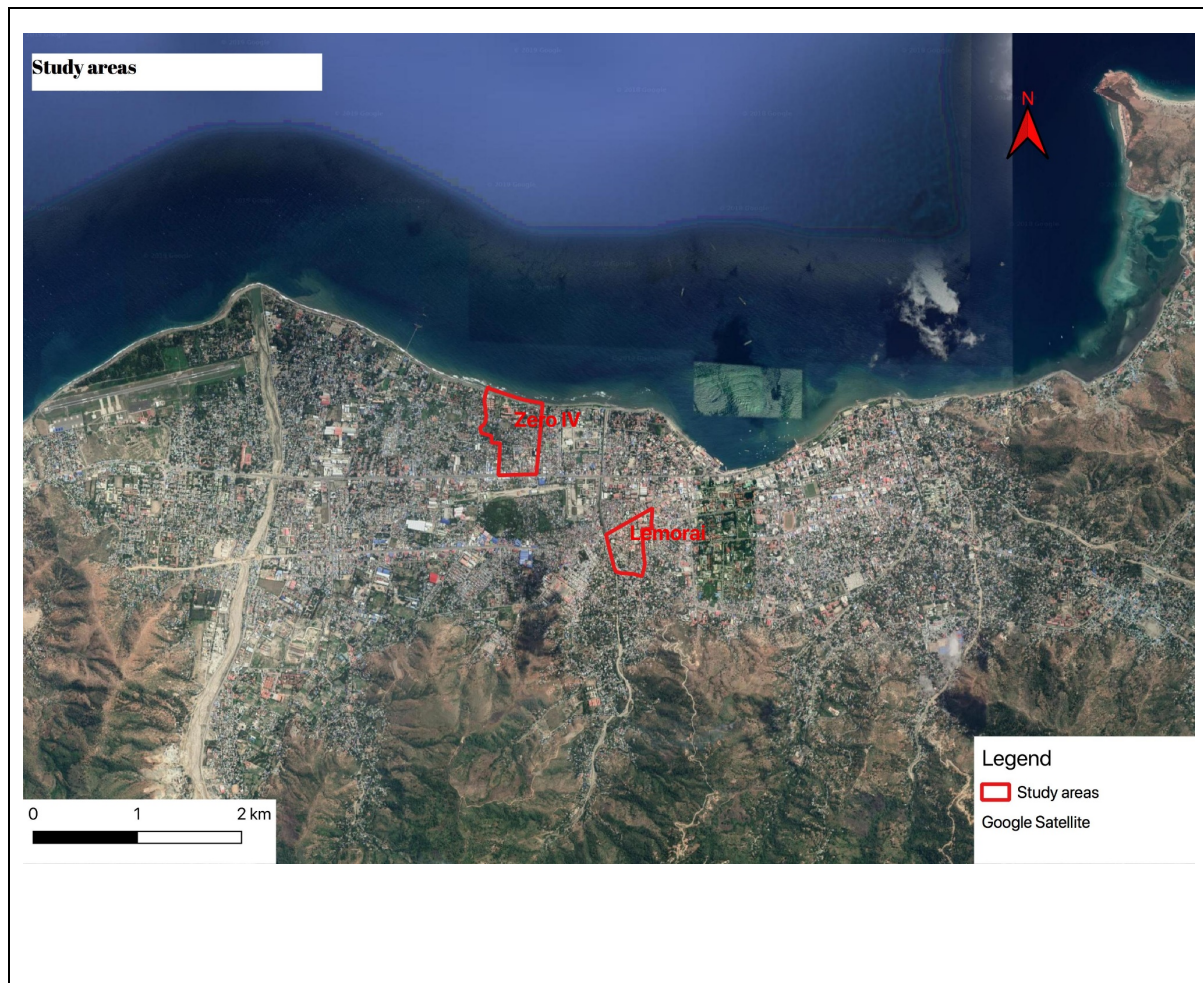 Study areas
N
Zero IV
Lemorai
0 1 2 km
Legend
Study areas
Google Satellite